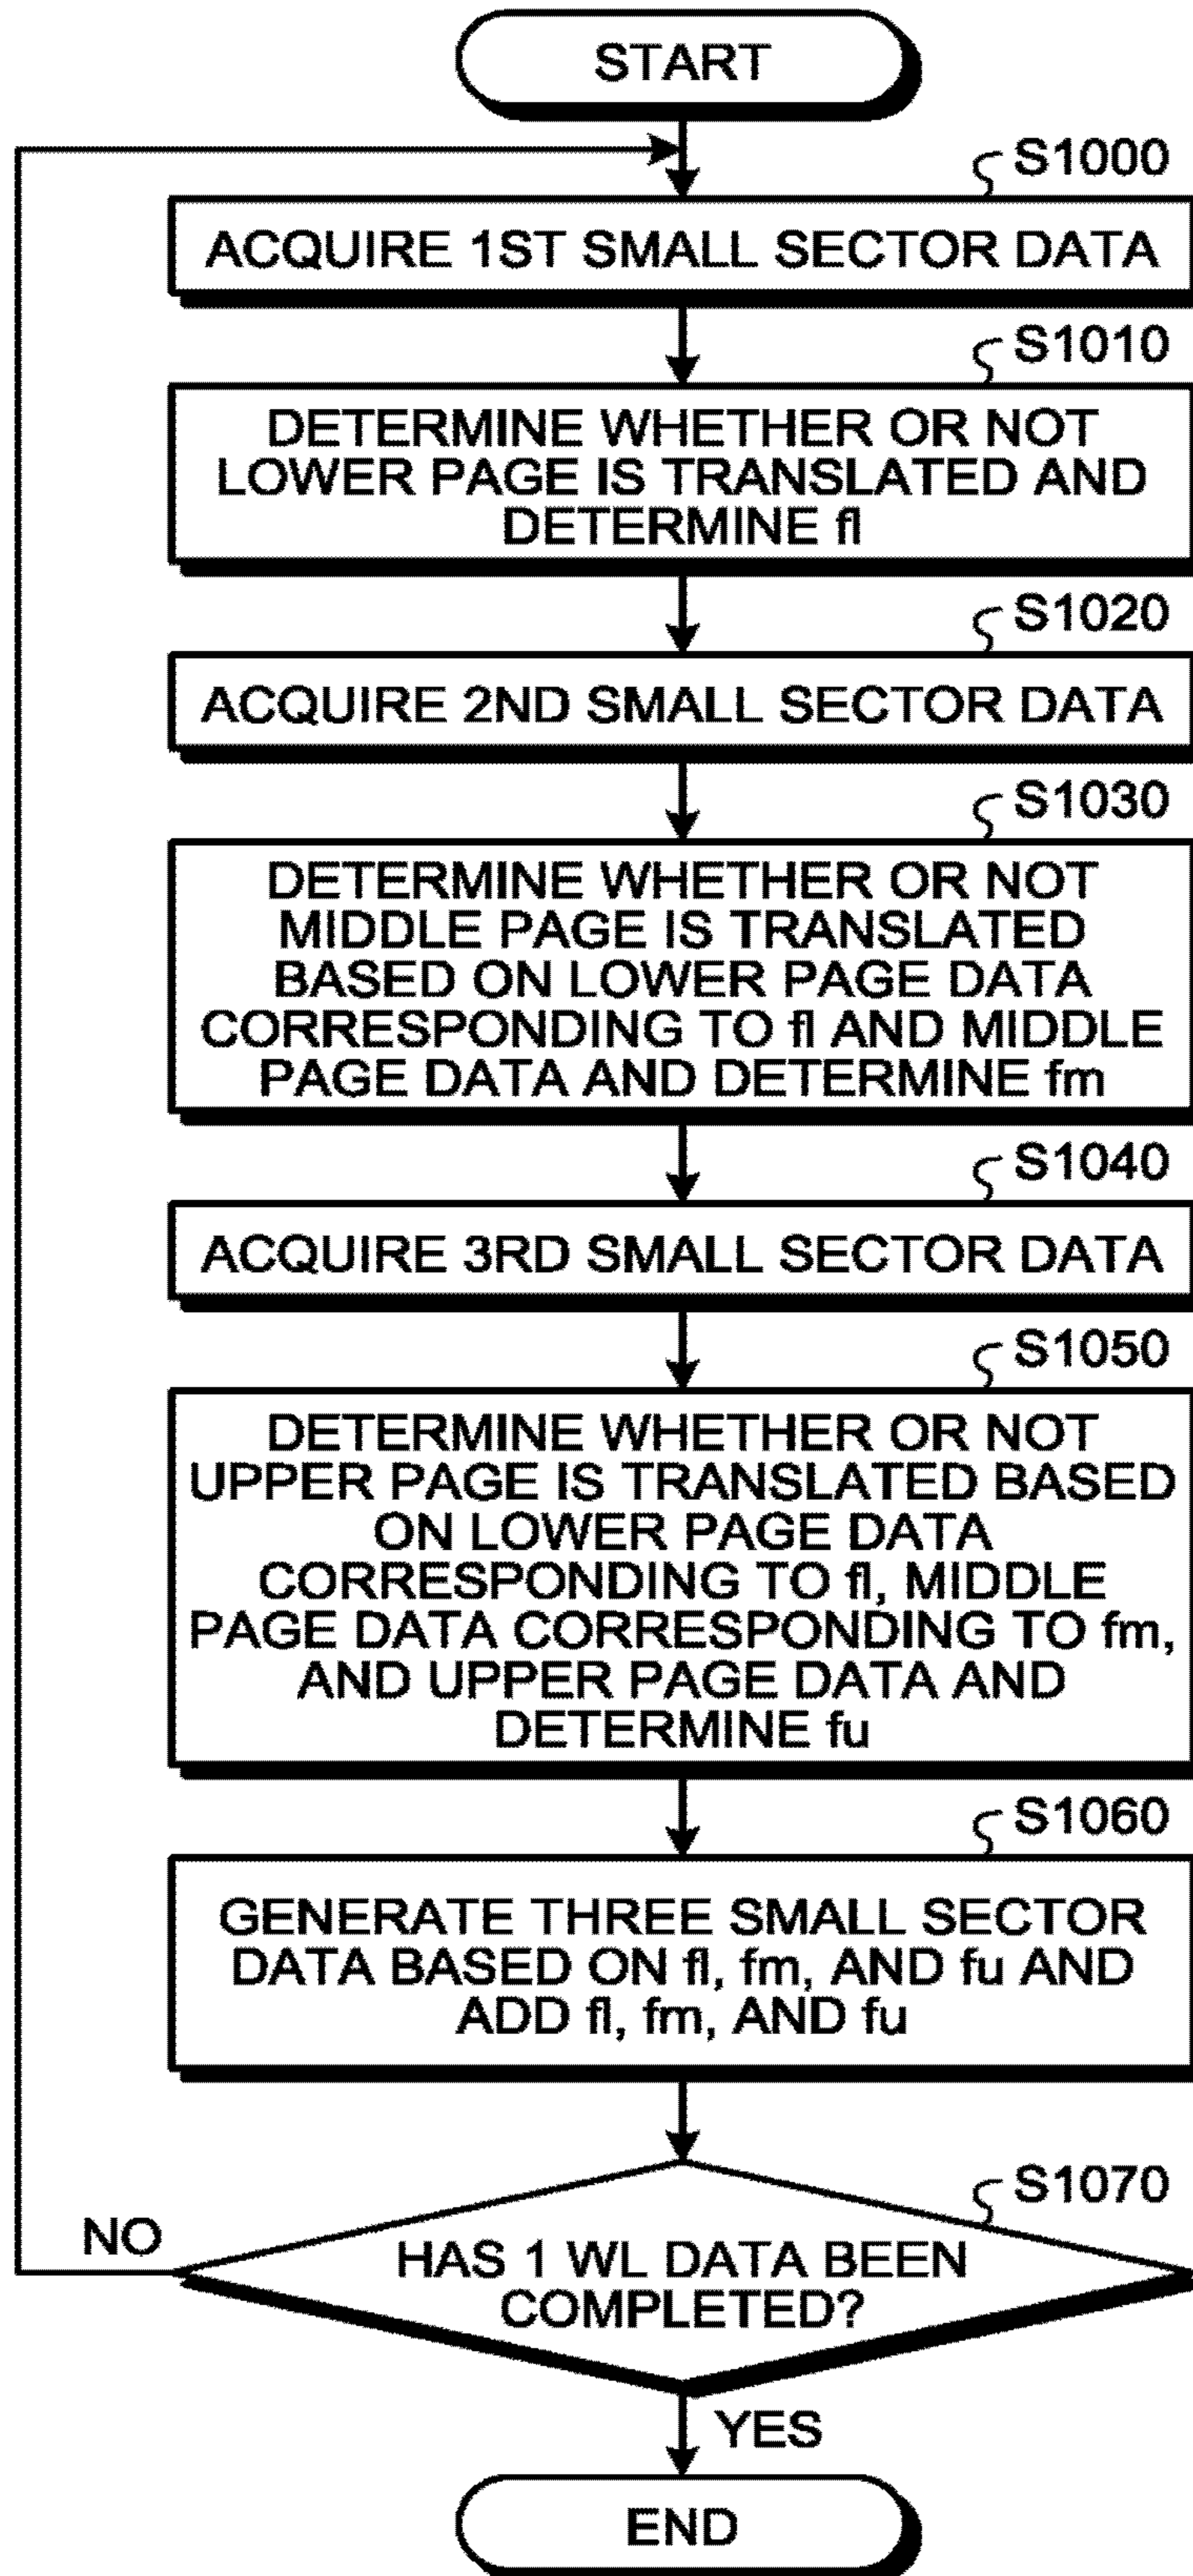 START
S1000
ACQUIRE 1ST SMALL SECTOR DATA
S1010
DETERMINE WHETHER OR NOT
LOWER PAGE IS TRANSLATED AND
DETERMINE fl
S1020
ACQUIRE 2ND SMALL SECTOR DATA
S1030
DETERMINE WHETHER OR NOT
MIDDLE PAGE IS TRANSLATED
BASED ON LOWER PAGE DATA
CORRESPONDING TO fl AND MIDDLE
PAGE DATA AND DETERMINE fm
S1040
ACQUIRE 3RD SMALL SECTOR DATA
S1050
DETERMINE WHETHER OR NOT
UPPER PAGE IS TRANSLATED BASED
ON LOWER PAGE DATA
CORRESPONDING TO fl, MIDDLE
PAGE DATA CORRESPONDING TO fm,
AND UPPER PAGE DATA AND
DETERMINE fu
S1060
GENERATE THREE SMALL SECTOR
DATA BASED ON fl, fm, AND fu AND
ADD fl, fm, AND fu
S1070
NO
HAS 1 WL DATA BEEN
COMPLETED?
YES
END